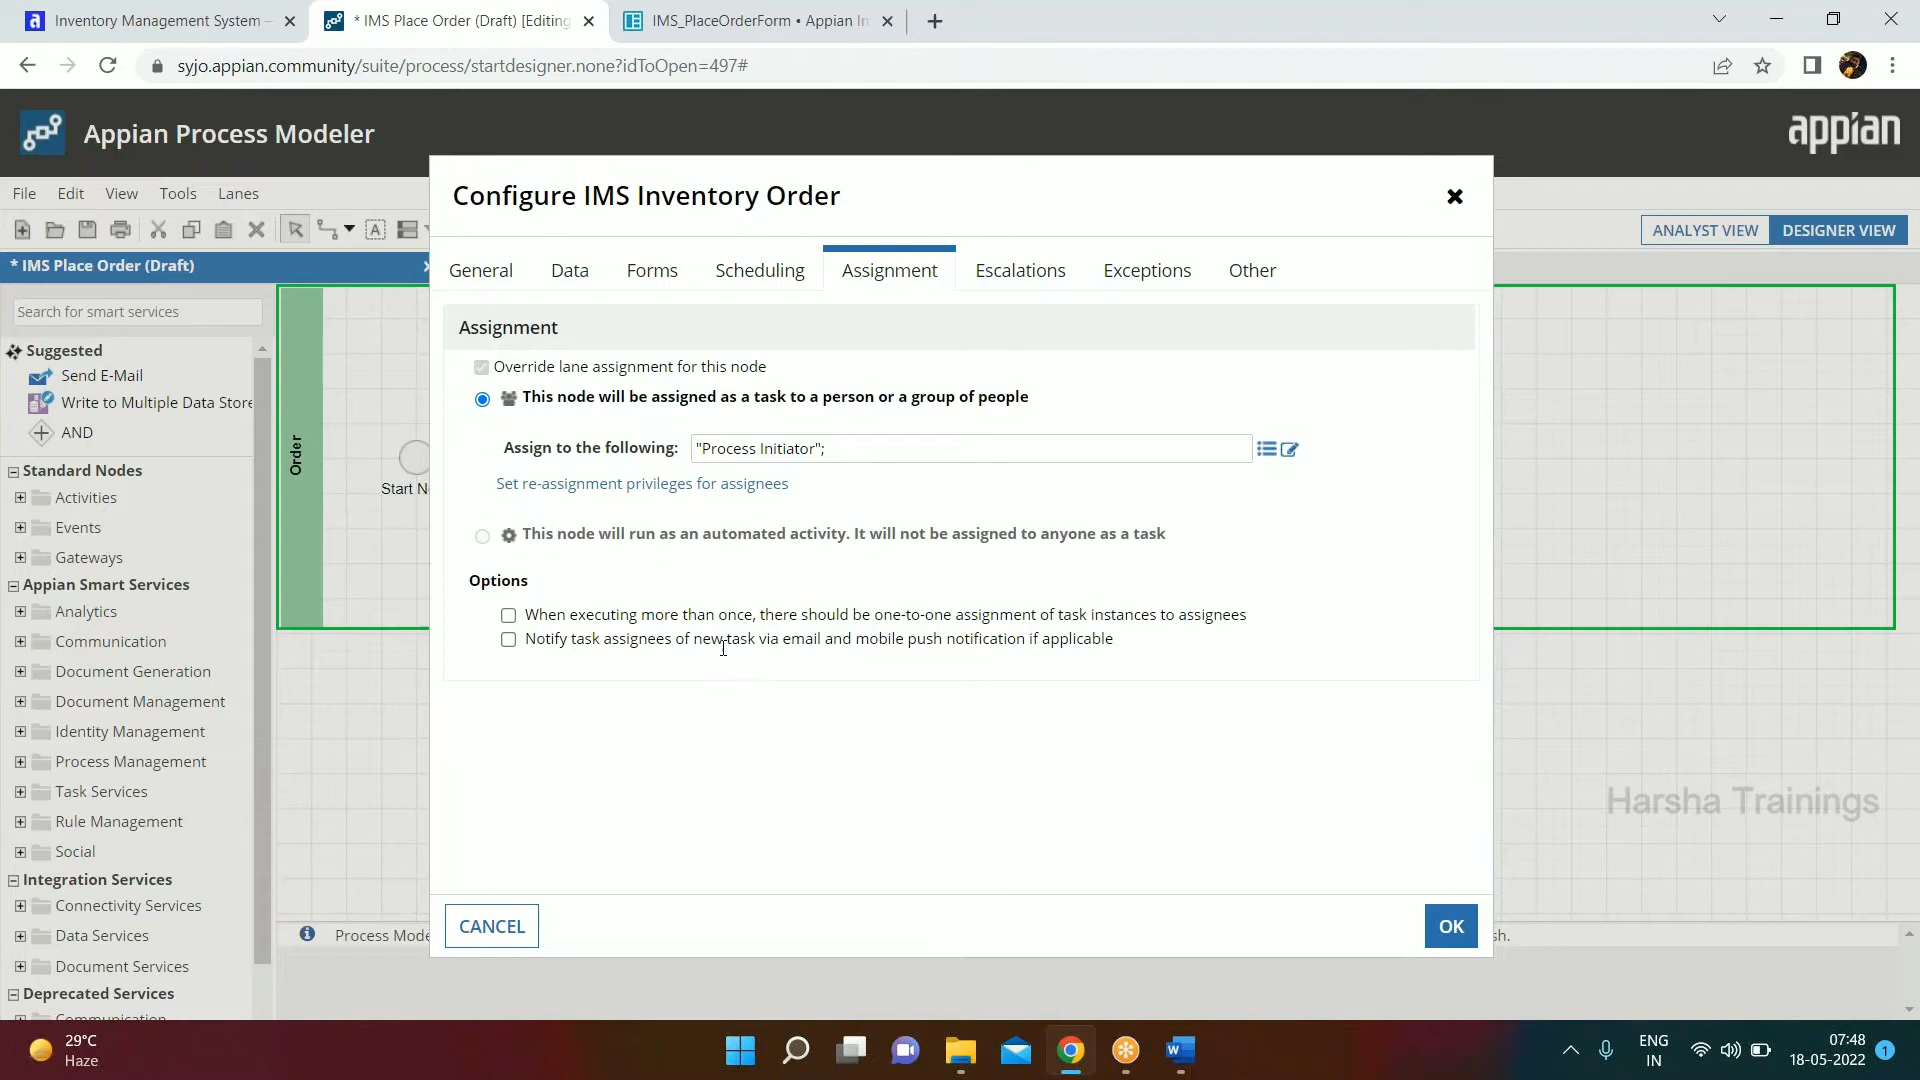 Inventory Management System -
* IMS Place Order (Draft) [Editing
IMS_PlaceOrderForm • Appian In
syjo.appian.community/suite/process/startdesigner.none?idToOpen=497#
Appian Process Modeler
appian
File Edit View Tools Lanes
ANALYST VIEW DESIGNER VIEW
* IMS Place Order (Draft)
Search for smart services
Suggested
Send E-Mail
Write to Multiple Data Store
AND
Standard Nodes
Activities
Events
Gateways
Appian Smart Services
Analytics
Communication
Document Generation
Document Management
Identity Management
Process Management
Task Services
Rule Management
Social
Integration Services
Connectivity Services
Data Services
Document Services
Deprecated Services
Communication
Order
Start N
Configure IMS Inventory Order
General Data Forms Scheduling Assignment Escalations Exceptions Other
Assignment
Override lane assignment for this node
This node will be assigned as a task to a person or a group of people
Assign to the following: "Process Initiator";
Set re-assignment privileges for assignees
This node will run as an automated activity. It will not be assigned to anyone as a task
Options
When executing more than once, there should be one-to-one assignment of task instances to assignees
Notify task assignees of new task via email and mobile push notification if applicable
CANCEL OK
Process Mode
sh.
Harsha Trainings
29°C
Haze
ENG
IN
07:48
18-05-2022
1